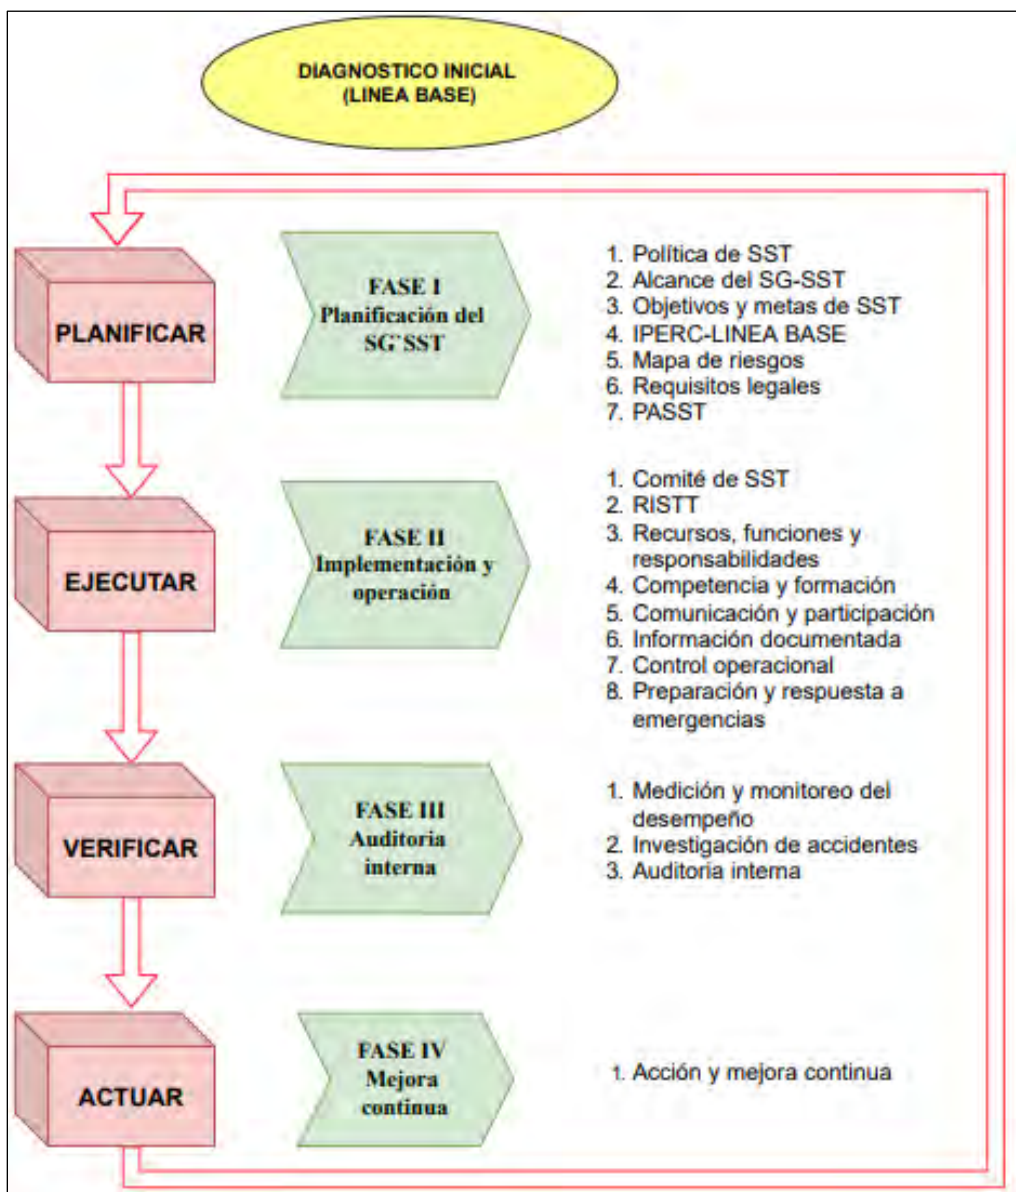 DIAGNOSTICO INICIAL
(LINEA BASE)
PLANIFICAR
FASE I
Planificación del
SG`SST
1. Política de SST
2. Alcance del SG-SST
3. Objetivos y metas de SST
4. IPERC-LINEA BASE
5. Mapa de riesgos
6. Requisitos legales
7. PASST
EJECUTAR
FASE II
Implementación y
operación
1. Comité de SST
2. RISTT
3. Recursos, funciones y
responsabilidades
4. Competencia y formación
5. Comunicación y participación
6. Información documentada
7. Control operacional
8. Preparación y respuesta a
emergencias
VERIFICAR
FASE III
Auditoria
interna
1. Medición y monitoreo del
desempeño
2. Investigación de accidentes
3. Auditoria interna
ACTUAR
FASE IV
Mejora
continua
1. Acción y mejora continua